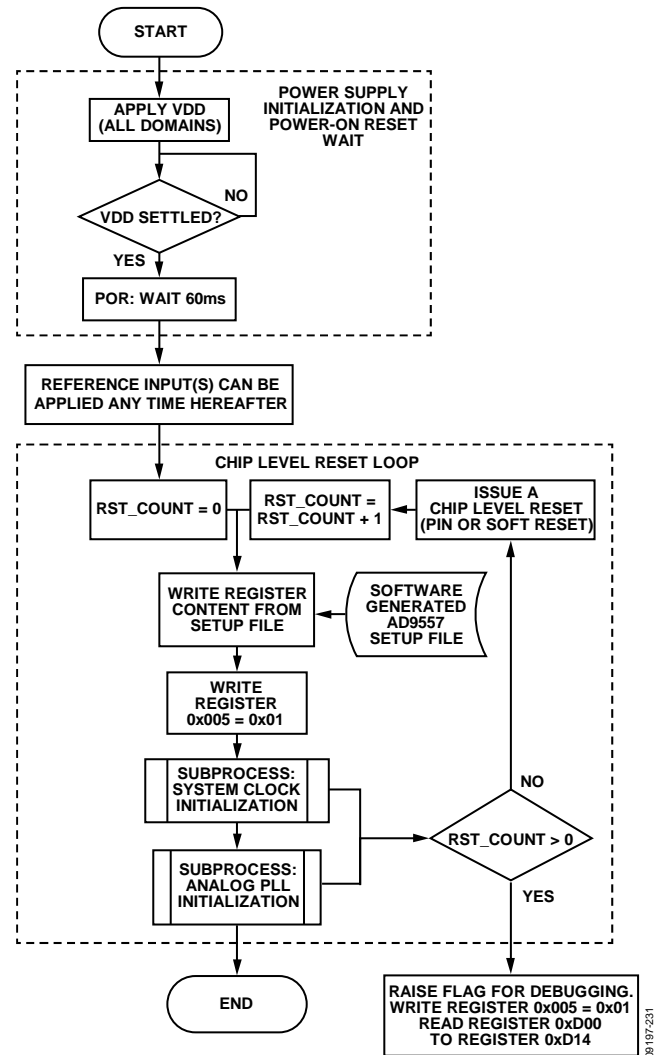 START
POWER SUPPLY
INITIALIZATION AND
POWER-ON RESET
WAIT
APPLY VDD
(ALL DOMAINS)
NO
VDD SETTLED?
YES
POR: WAIT 60ms
REFERENCE INPUT(S) CAN BE
APPLIED ANY TIME HEREAFTER
CHIP LEVEL RESET LOOP
RST_COUNT = 0
RST_COUNT =
RST_COUNT + 1
ISSUE A
CHIP LEVEL RESET
(PIN OR SOFT RESET)
WRITE REGISTER
CONTENT FROM
SETUP FILE
SOFTWARE
GENERATED
AD9557
SETUP FILE
WRITE
REGISTER
0x005 = 0x01
SUBPROCESS:
SYSTEM CLOCK
INITIALIZATION
NO
RST_COUNT > 0
SUBPROCESS:
ANALOG PLL
INITIALIZATION
YES
END
RAISE FLAG FOR DEBUGGING.
WRITE REGISTER 0x005 = 0x01
READ REGISTER 0xD00
TO REGISTER 0xD14